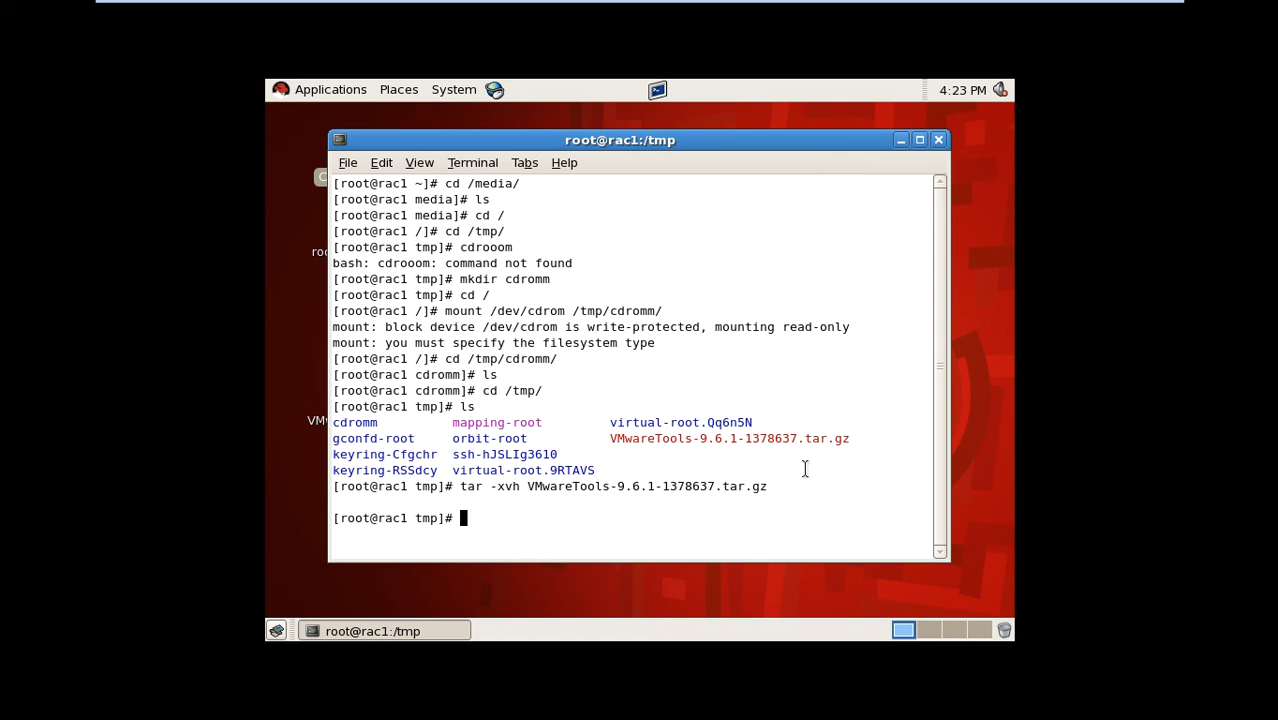 Applications Places System 4:23 PM
root@rac1:/tmp
File Edit View Terminal Tabs Help
[root@rac1 ~]# cd /media/
[root@rac1 media]# ls
[root@rac1 media]# cd /
[root@rac1 /]# cd /tmp/
[root@rac1 tmp]# cdrooom
bash: cdrooom: command not found
[root@rac1 tmp]# mkdir cdromm
[root@rac1 tmp]# cd /
[root@rac1 /]# mount /dev/cdrom /tmp/cdromm/
mount: block device /dev/cdrom is write-protected, mounting read-only
mount: you must specify the filesystem type
[root@rac1 /]# cd /tmp/cdromm/
[root@rac1 cdromm]# ls
[root@rac1 cdromm]# cd /tmp/
[root@rac1 tmp]# ls
cdromm mapping-root virtual-root.Qq6n5N
gconfd-root orbit-root VMwareTools-9.6.1-1378637.tar.gz
keyring-Cfgchr ssh-hJSLIg3610
keyring-RSSdcy virtual-root.9RTAVS
[root@rac1 tmp]# tar -xvh VMwareTools-9.6.1-1378637.tar.gz
[root@rac1 tmp]#
root@rac1:/tmp